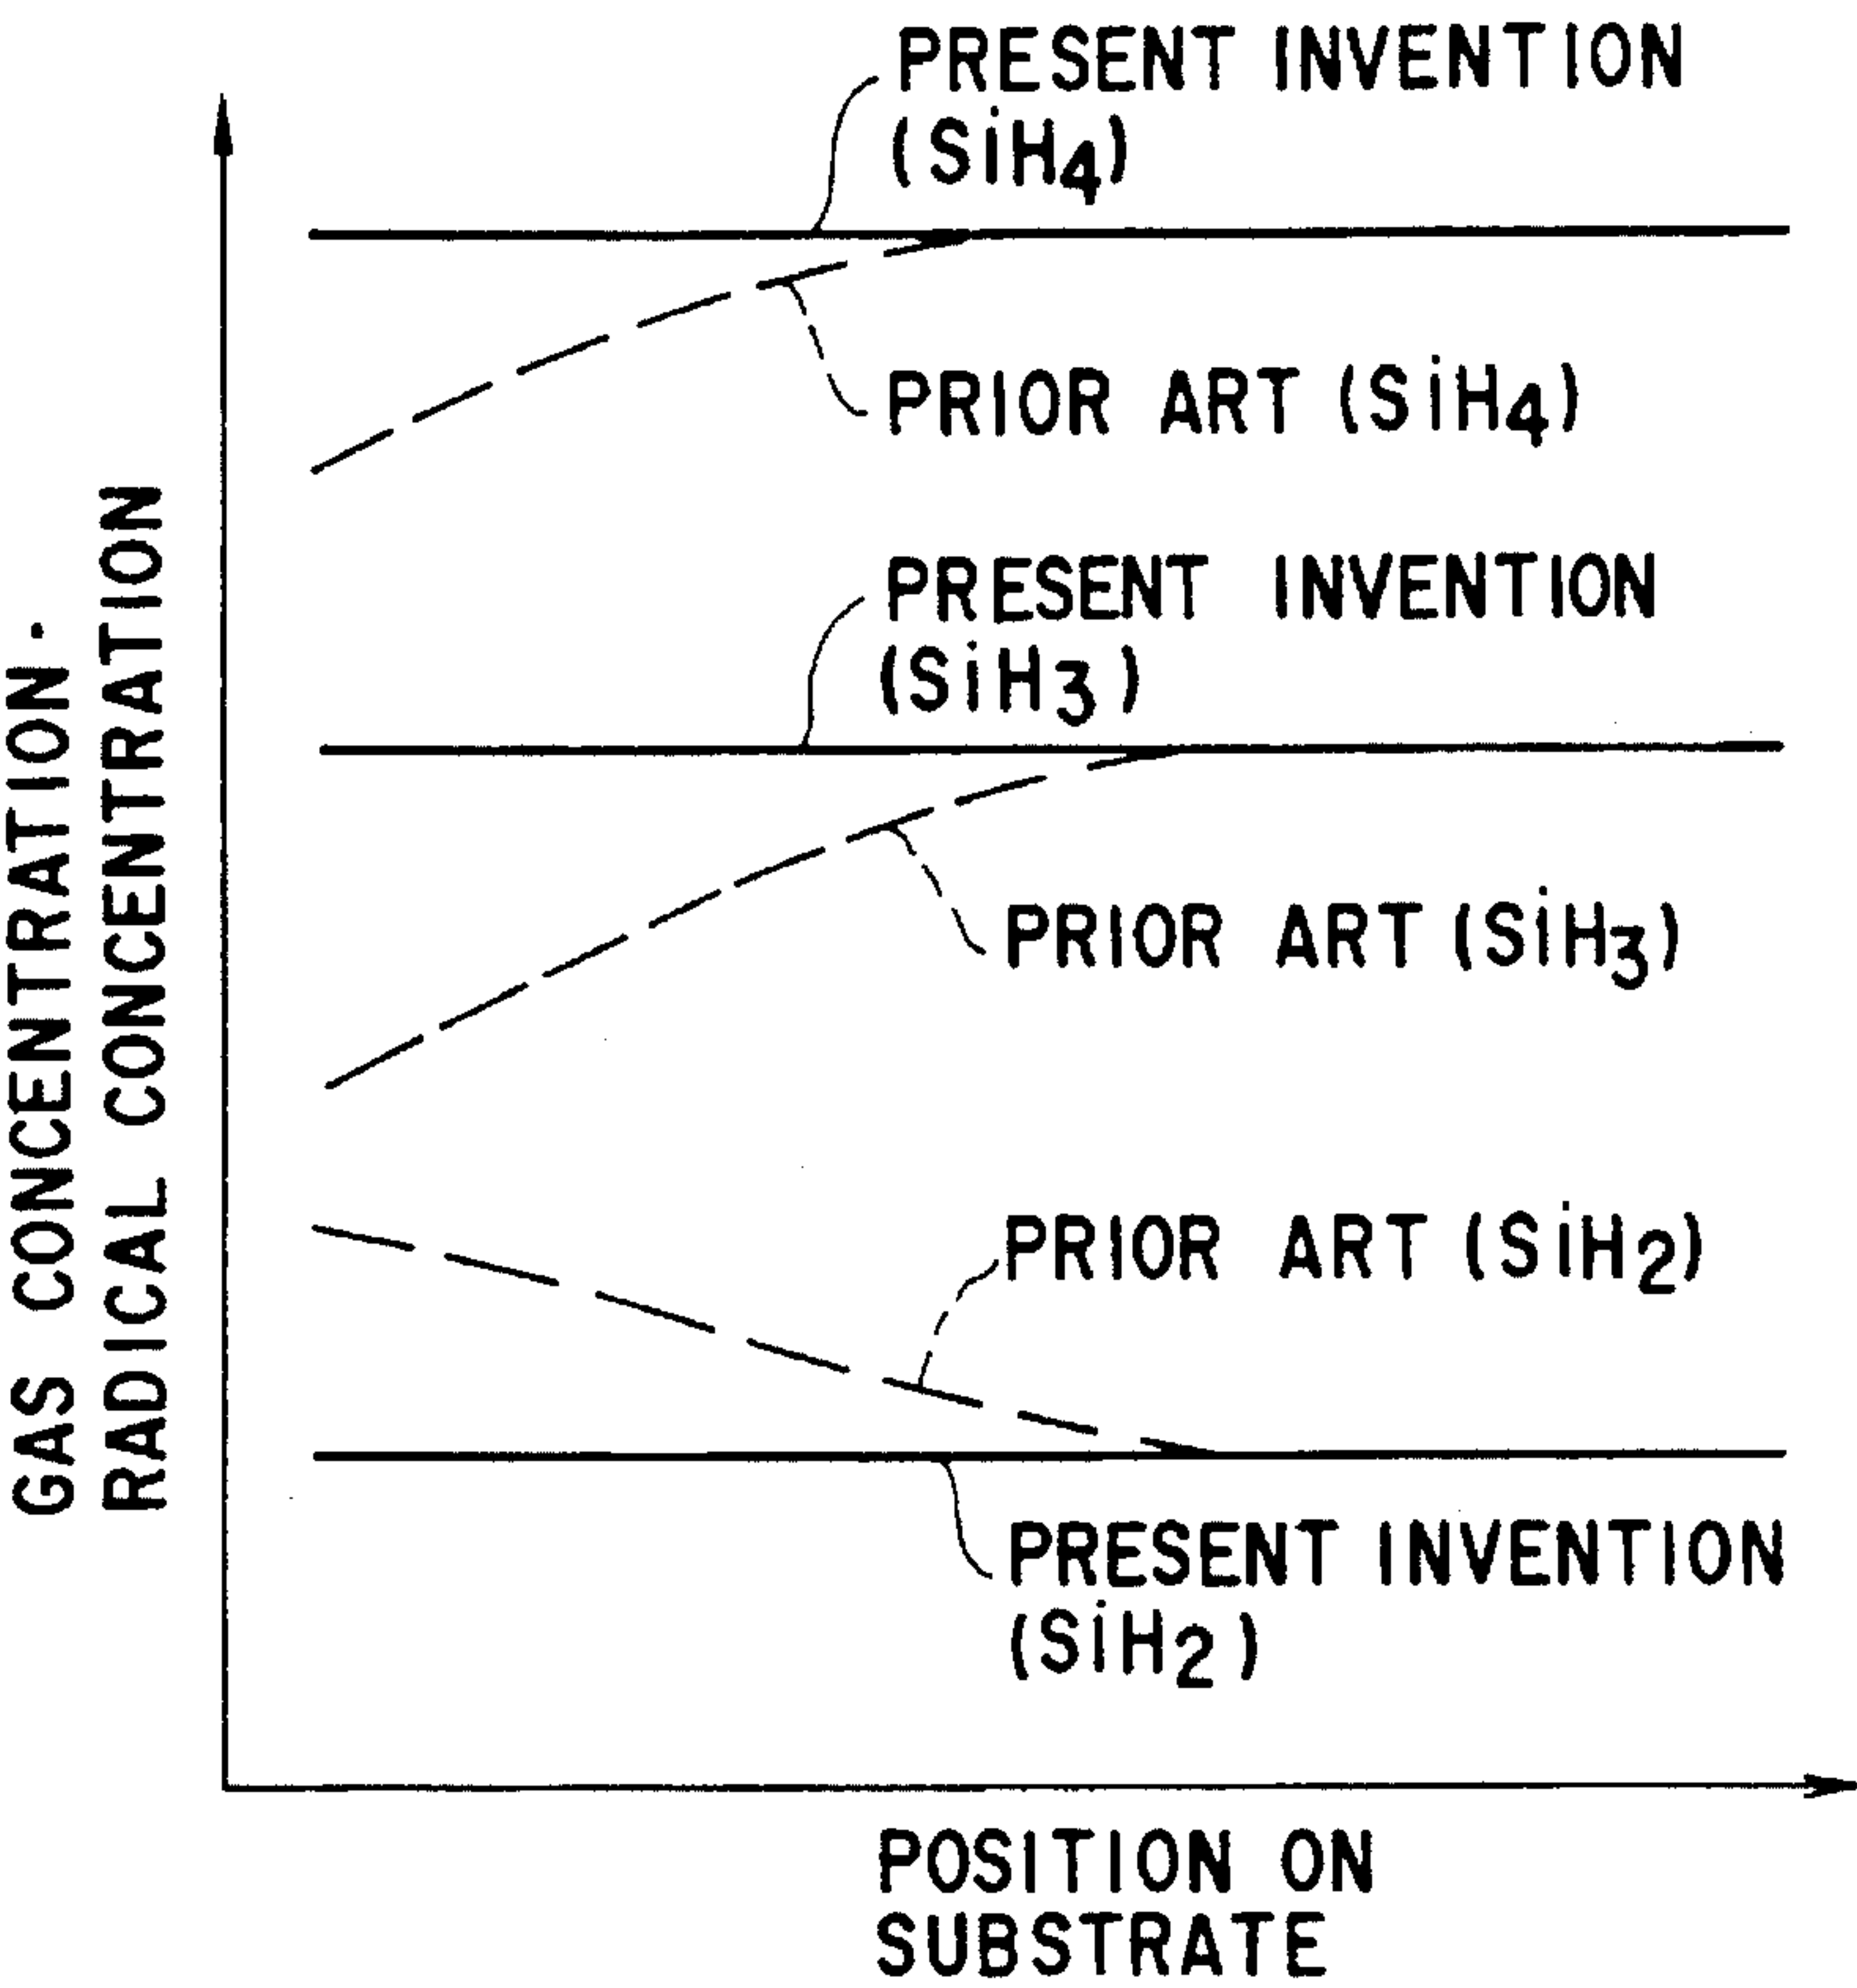 PRESENT INVENTION
(SiH4)
PRIOR ART (SiH4)
PRESENT INVENTION
(SiH3)
PRIOR ART (SiH3)
PRIOR ART (SiH2)
PRESENT INVENTION
(SiH2)
GAS CONCENTRATION ·
RADICAL CONCENTRATION
POSITION ON
SUBSTRATE